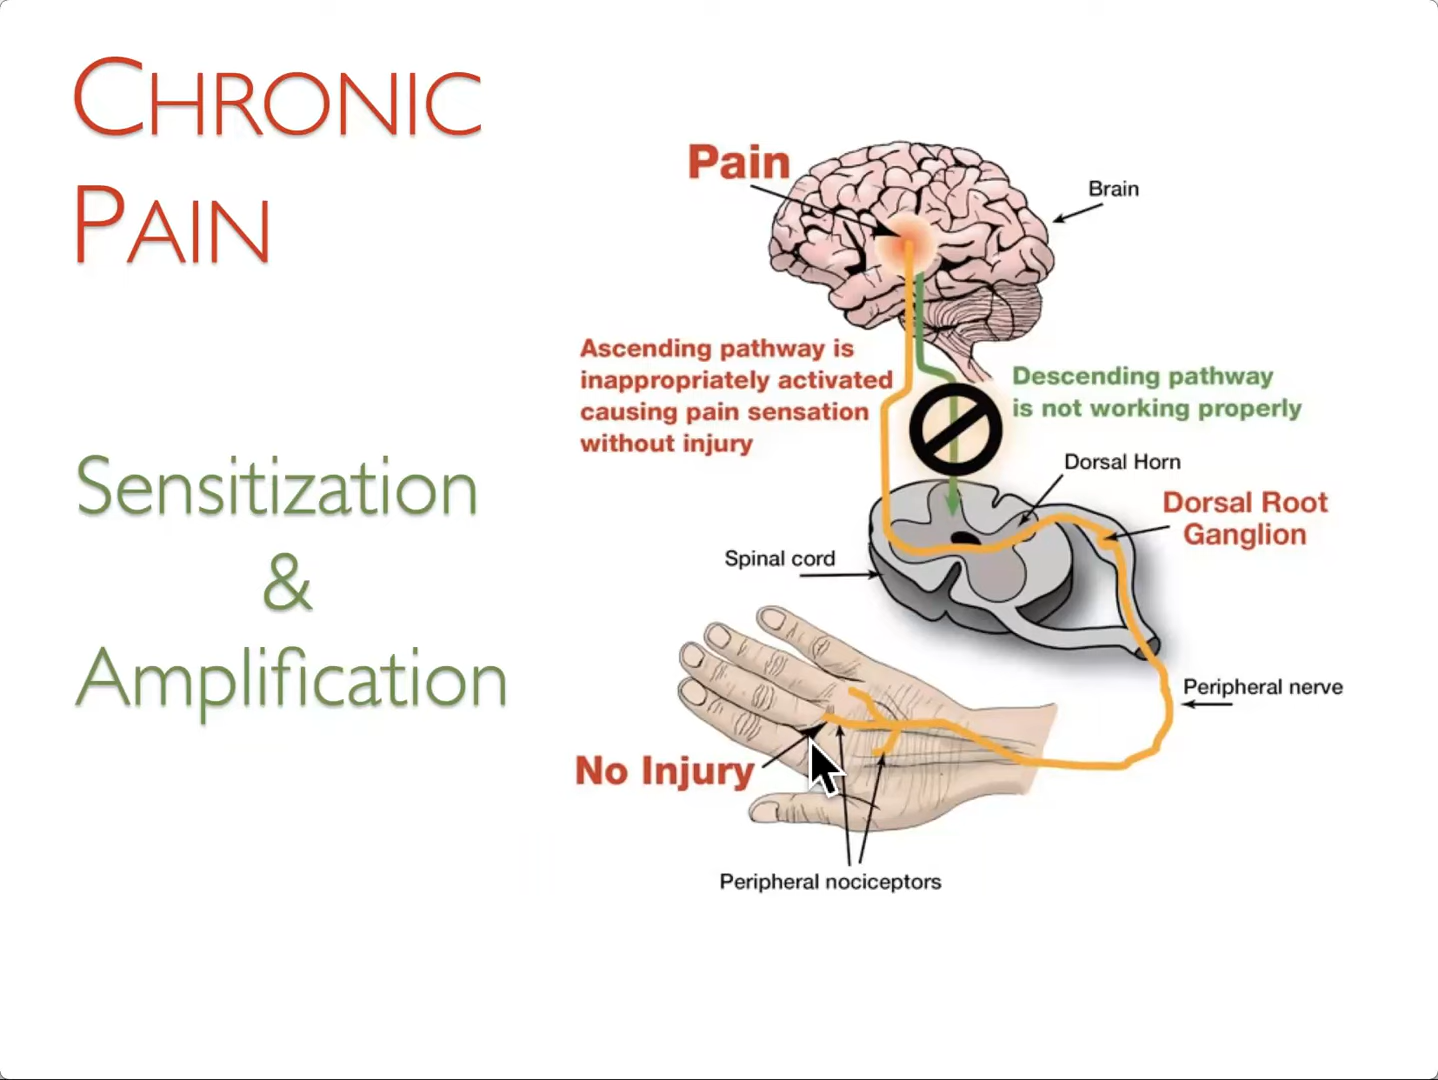 CHRONIC
PAIN
Sensitization
&
Amplification
Pain
Brain
Ascending pathway is
inappropriately activated
causing pain sensation
without injury
Descending pathway
is not working properly
Dorsal Horn
Dorsal Root
Ganglion
Spinal cord
Peripheral nerve
No Injury
Peripheral nociceptors